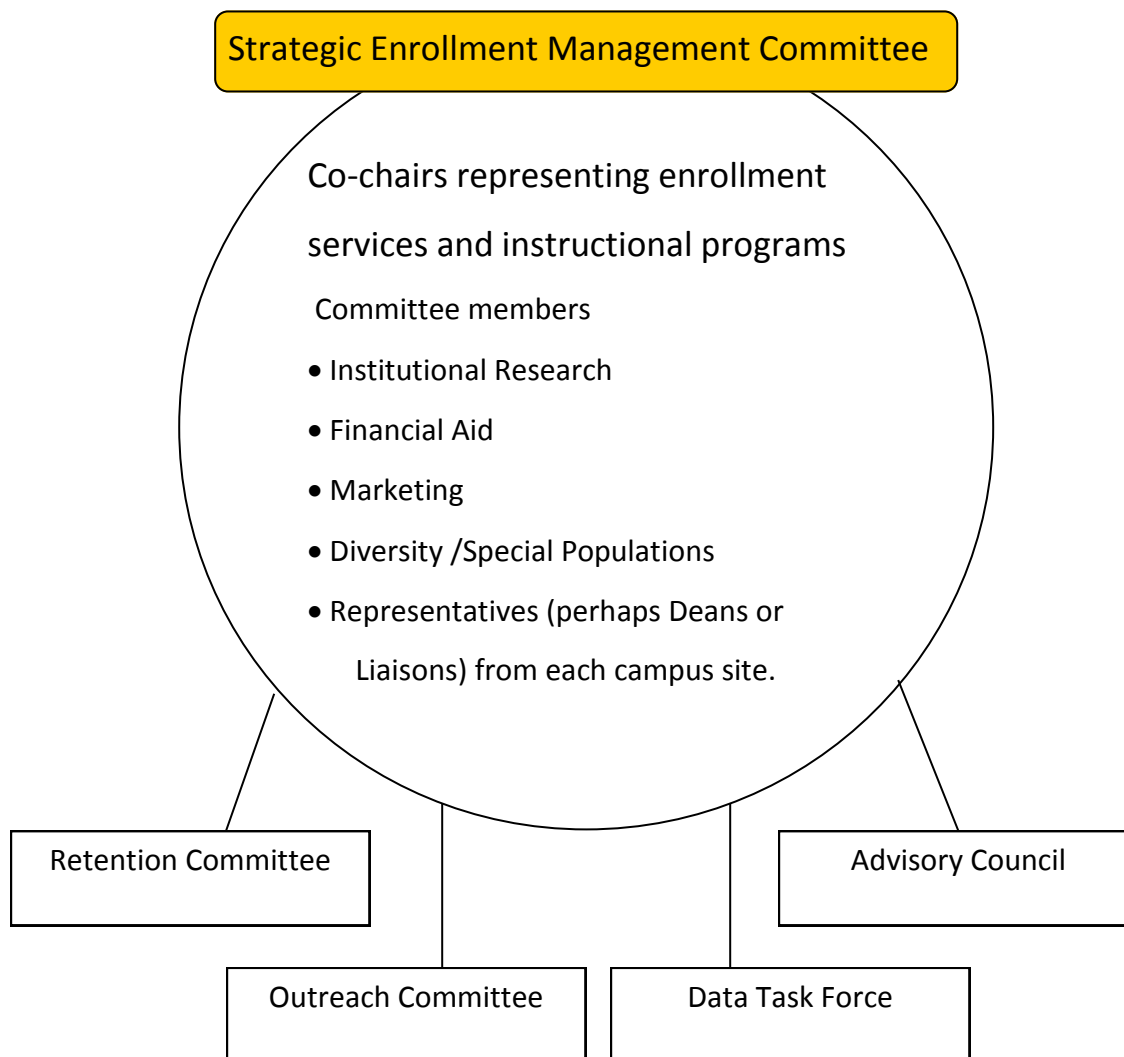 Strategic Enrollment Management Committee
Co-chairs representing enrollment
services and instructional programs
Committee members
• Institutional Research
• Financial Aid
• Marketing
• Diversity /Special Populations
• Representatives (perhaps Deans or
Liaisons) from each campus site.
Retention Committee
Advisory Council
Outreach Committee
Data Task Force